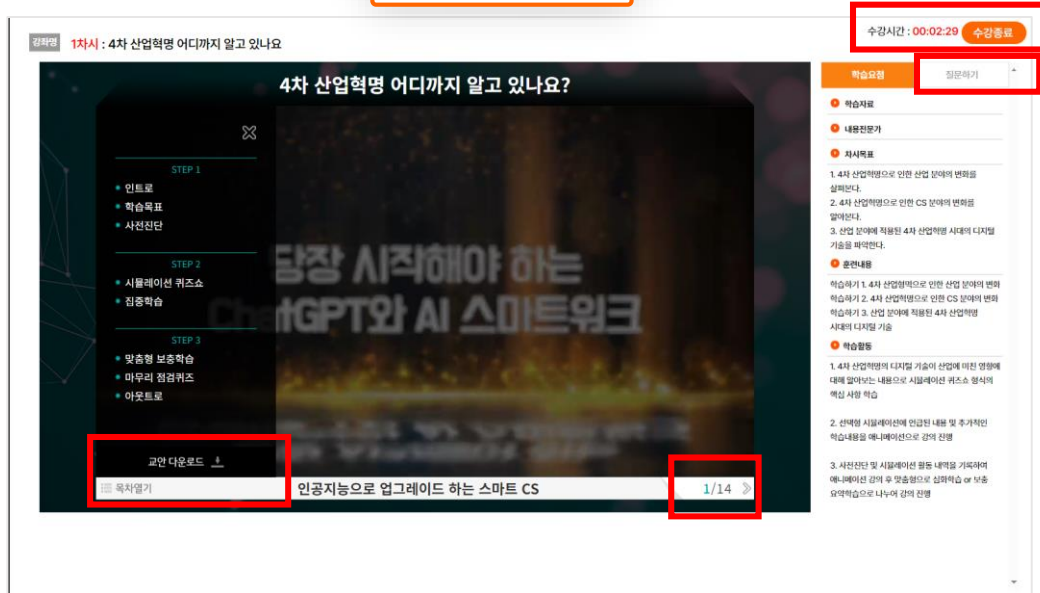 강좌명 1차시 : 4차 산업혁명 어디까지 알고 있나요
수강시간 : 00:02:29 수강종료
4차 산업혁명 어디까지 알고 있나요?
STEP 1
인트로
학습목표
사전진단
STEP 2
시뮬레이션 퀴즈쇼
집중학습
STEP 3
맞춤형 보충학습
마무리 점검퀴즈
아웃트로
교안 다운로드
목차열기
당장 시작해야 하는
ChatGPT와 AI 스마트워크
인공지능으로 업그레이드 하는 스마트 CS
1/14
학습요점 질문하기
학습자료
내용전문가
차시목표
1. 4차 산업혁명으로 인한 산업 분야의 변화를
살펴본다.
2. 4차 산업혁명으로 인한 CS 분야의 변화를
알아본다.
3. 산업 분야에 적용된 4차 산업혁명 시대의 디지털
기술을 파악한다.
훈련내용
학습하기 1. 4차 산업혁명으로 인한 산업 분야의 변화
학습하기 2. 4차 산업혁명으로 인한 CS 분야의 변화
학습하기 3. 산업 분야에 적용된 4차 산업혁명
시대의 디지털 기술
학습활동
1. 4차 산업혁명의 디지털 기술이 산업에 미친 영향에
대해 알아보는 내용으로 시뮬레이션 퀴즈쇼 형식의
핵심 사항 학습
2. 선택형 시뮬레이션에 언급된 내용 및 추가적인
학습내용을 애니메이션으로 강의 진행
3. 사전진단 및 시뮬레이션 활동 내역을 기록하여
애니메이션 강의 후 맞춤형으로 심화학습 or 보충
요약학습으로 나누어 강의 진행